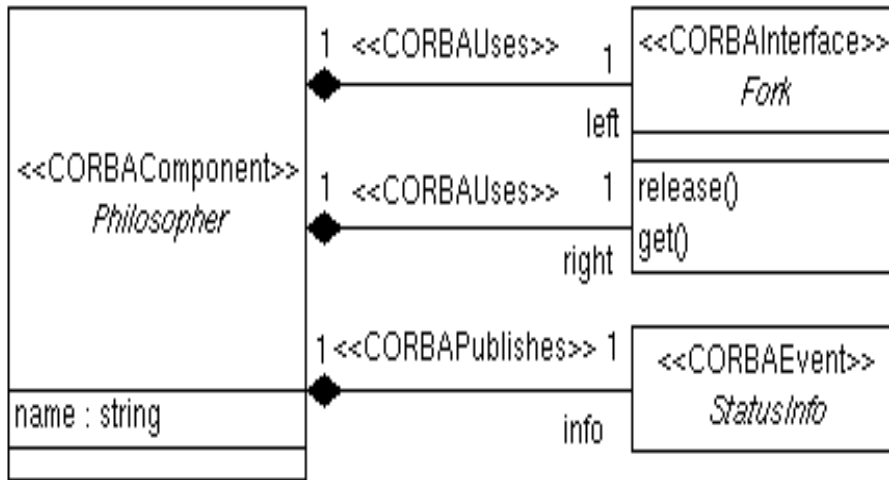 <<CORBAComponent>>
Philosopher
name : string
1 <<CORBAUses>> 1
left
1 <<CORBAUses>> 1
right
1 <<CORBAPublishes>> 1
info
<<CORBAInterface>>
Fork
release()
get()
<<CORBAEvent>>
StatusInfo